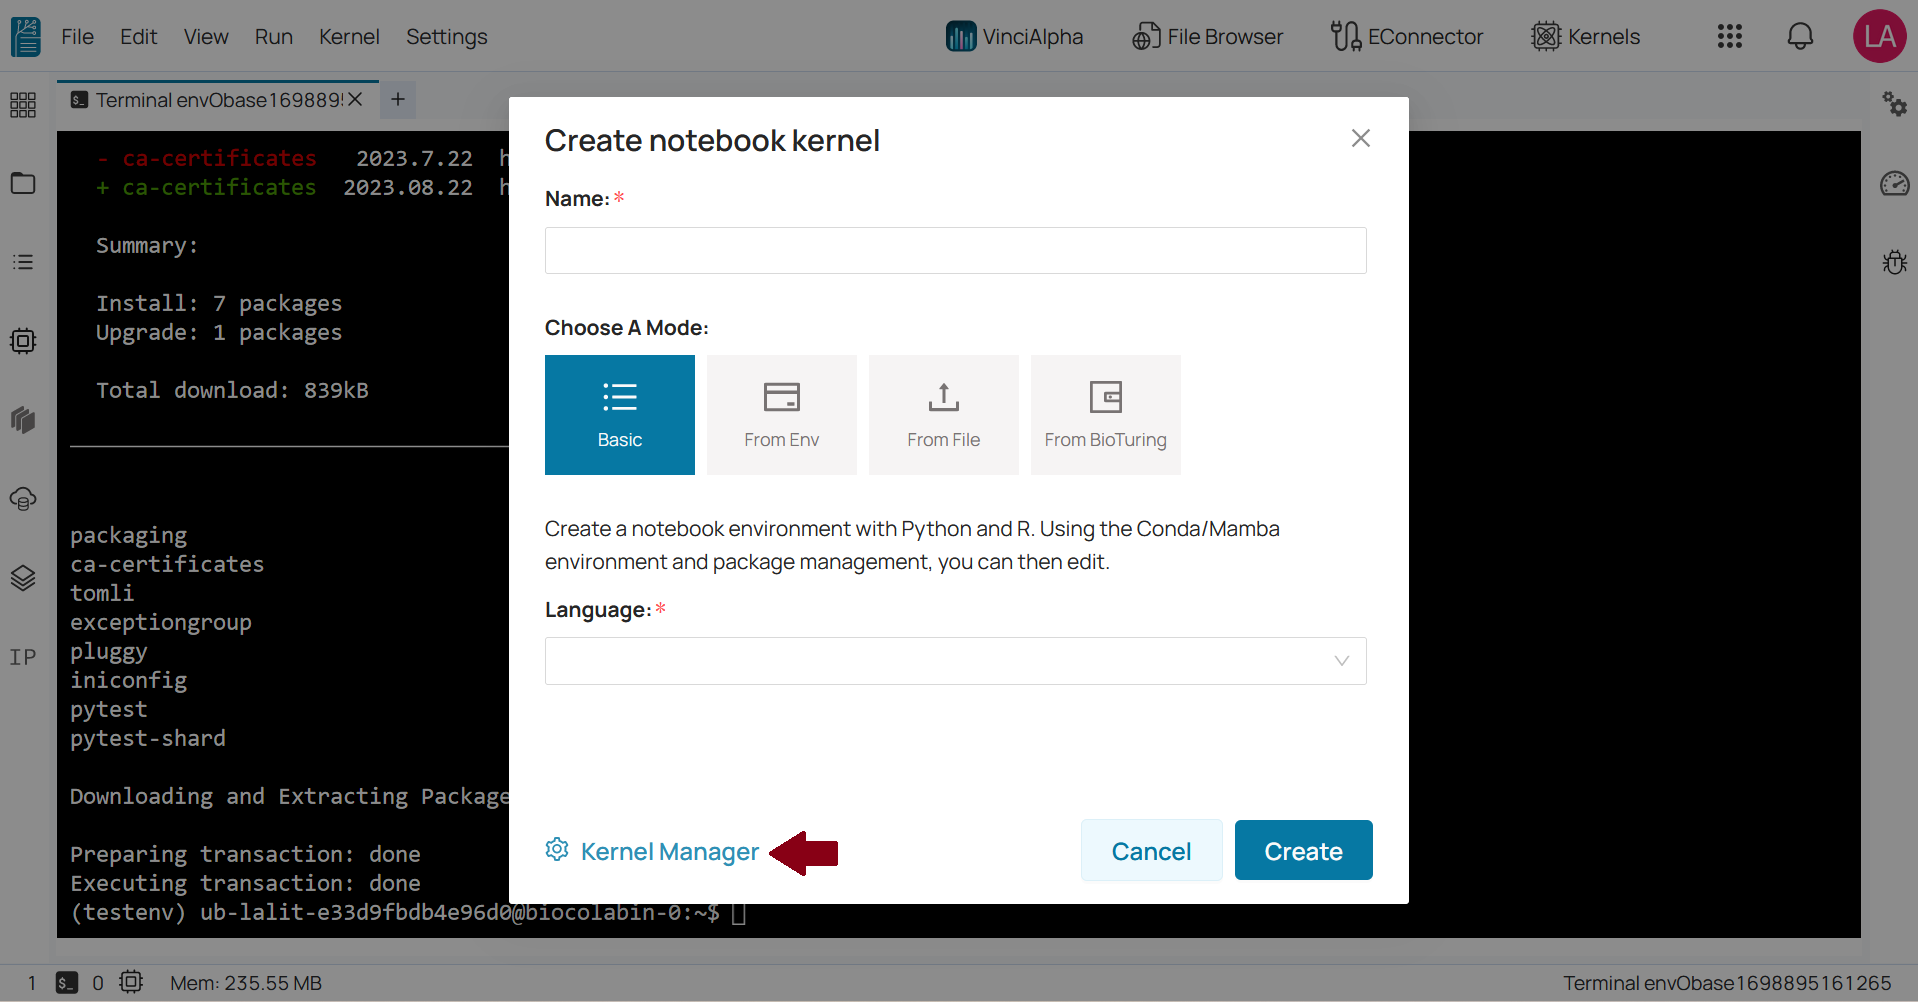 File Edit View Run Kernel Settings VinciAlpha File Browser EConnector Kernels LA
Terminal envObase169889
Create notebook kernel
- ca-certificates 2023.7.22
+ ca-certificates 2023.08.22
Name: *
Summary:
Install: 7 packages
Upgrade: 1 packages
Choose A Mode:
Total download: 839kB
Basic From Env From File From BioTuring
packaging
ca-certificates
tomli
exceptiongroup
pluggy
iniconfig
pytest
pytest-shard
Create a notebook environment with Python and R. Using the Conda/Mamba
environment and package management, you can then edit.
Language: *
IP
Downloading and Extracting Package
Preparing transaction: done
Executing transaction: done
Kernel Manager Cancel Create
(testenv) ub-lalit-e33d9fbdb4e96d0@biocolabin-0:~$
1 0 Mem: 235.55 MB Terminal envObase1698895161265